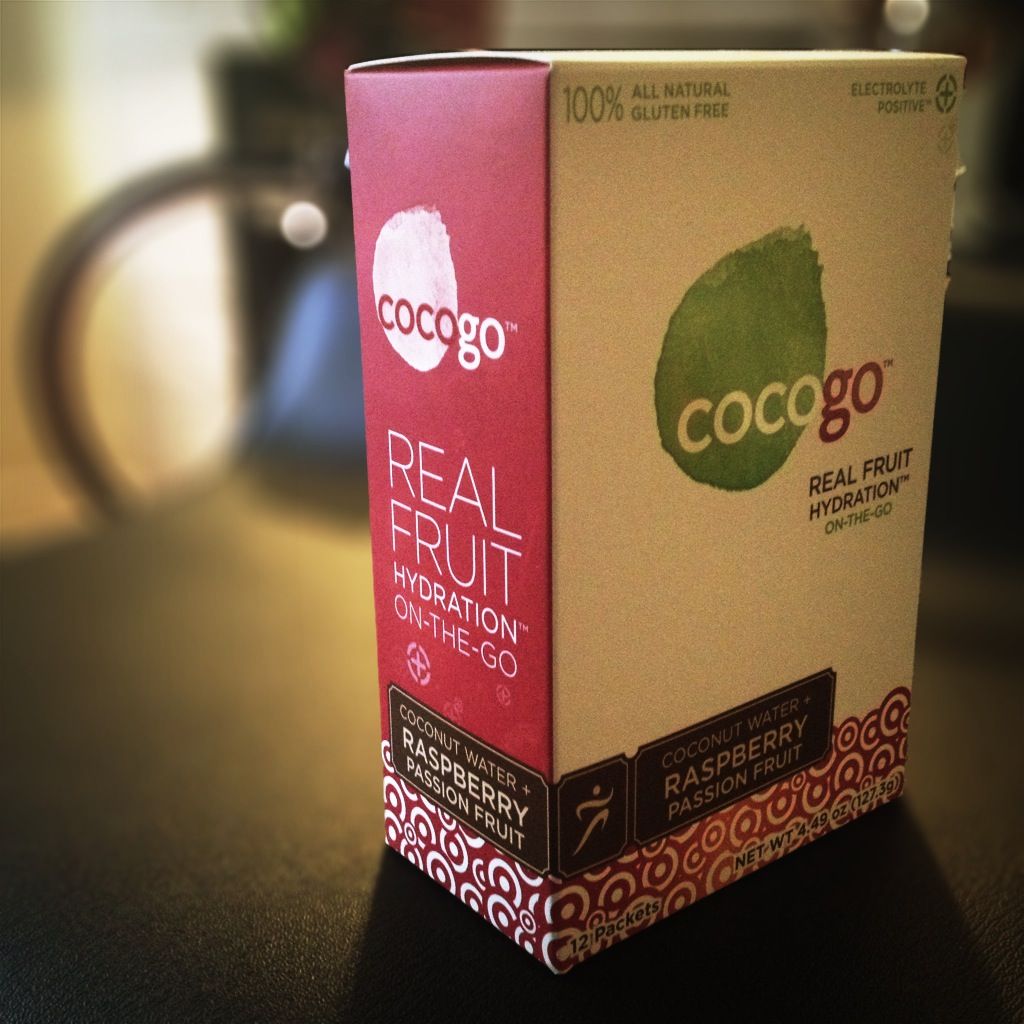 100% ALL NATURAL
GLUTEN FREE
ELECTROLYTE
POSITIVE™
cocogo™
REAL FRUIT
HYDRATION™
ON-THE-GO
COCONUT WATER +
RASPBERRY
PASSION FRUIT
NET WT 4.49 oz (127.3g)
12 Packets
cocogo™
REAL
FRUIT
HYDRATION™
ON-THE-GO
COCONUT WATER +
RASPBERRY
PASSION FRUIT